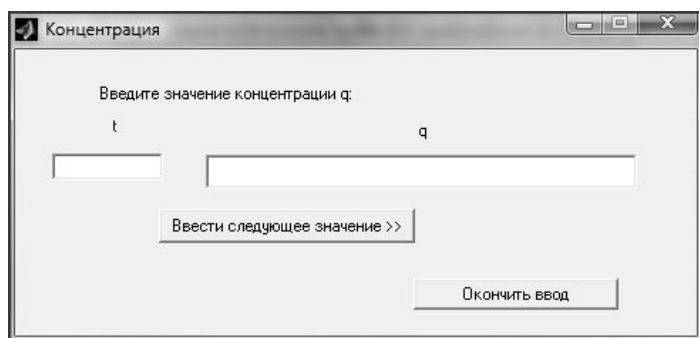 Концентрация
Введите значение концентрации q:
t
q
Ввести следующее значение >>
Окончить ввод